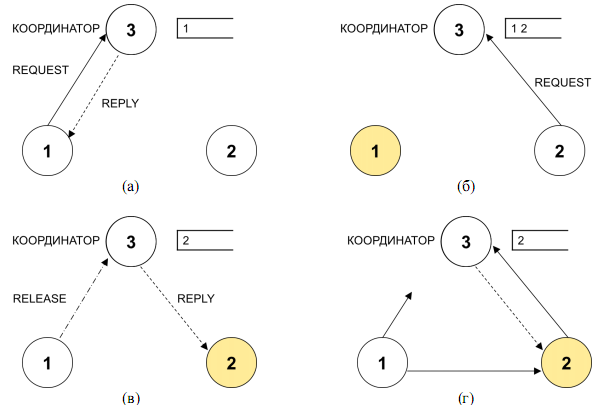 КООРДИНАТОР 3 1
REQUEST
REPLY
1 2
(а)
КООРДИНАТОР 3 1 2
REQUEST
1 2
(б)
КООРДИНАТОР 3 2
RELEASE REPLY
1 2
(в)
КООРДИНАТОР 3 2
1 2
(г)